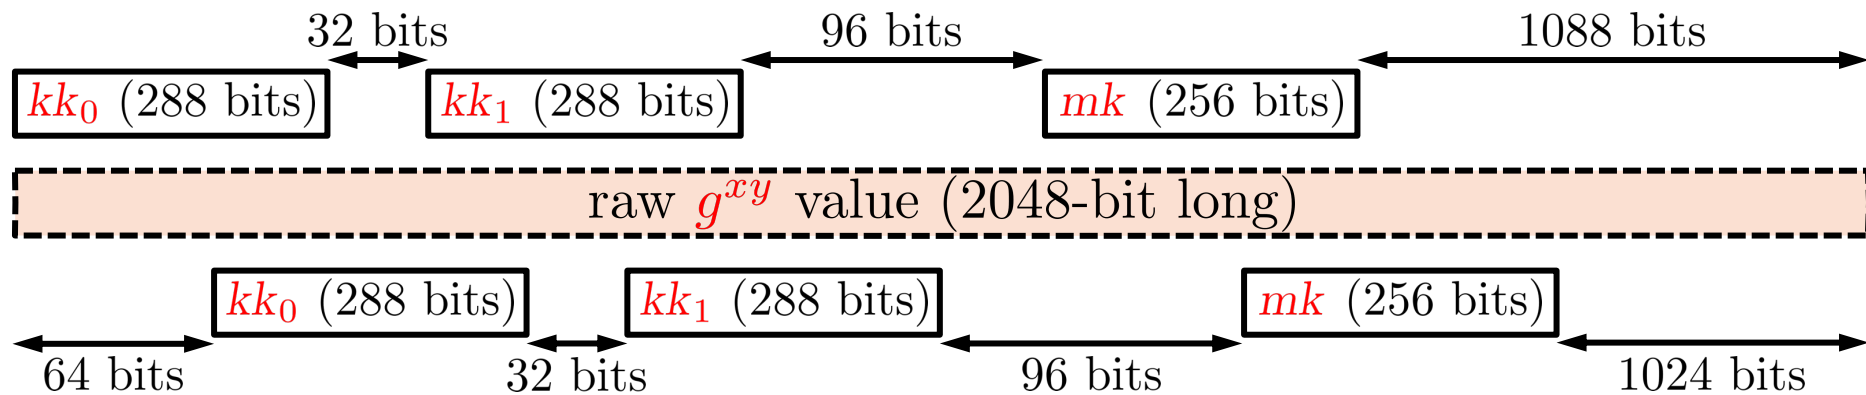 32 bits 96 bits 1088 bits
kk₀ (288 bits) kk₁ (288 bits) mk (256 bits)
raw g^{xy} value (2048-bit long)
kk₀ (288 bits) kk₁ (288 bits) mk (256 bits)
64 bits 32 bits 96 bits 1024 bits